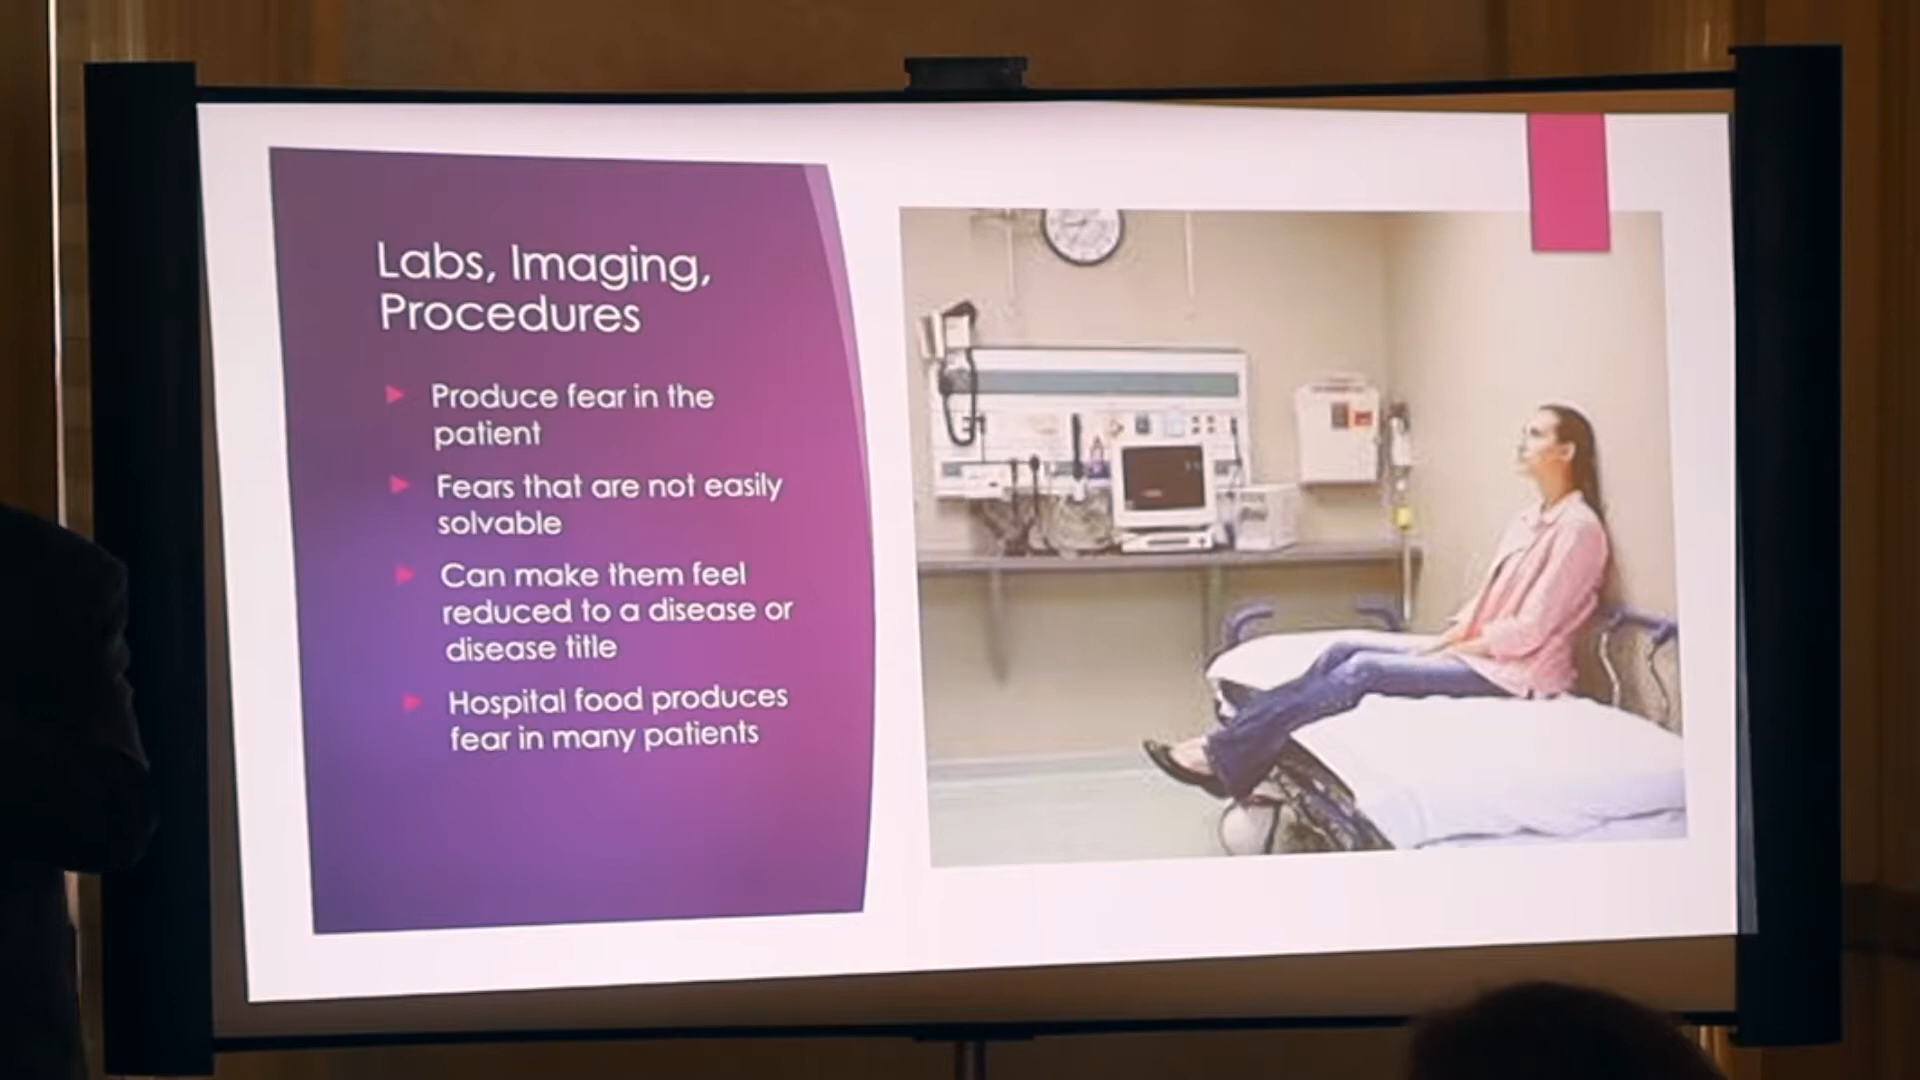 Labs, Imaging,
Procedures
Produce fear in the
patient
Fears that are not easily
solvable
Can make them feel
reduced to a disease or
disease title
Hospital food produces
fear in many patients